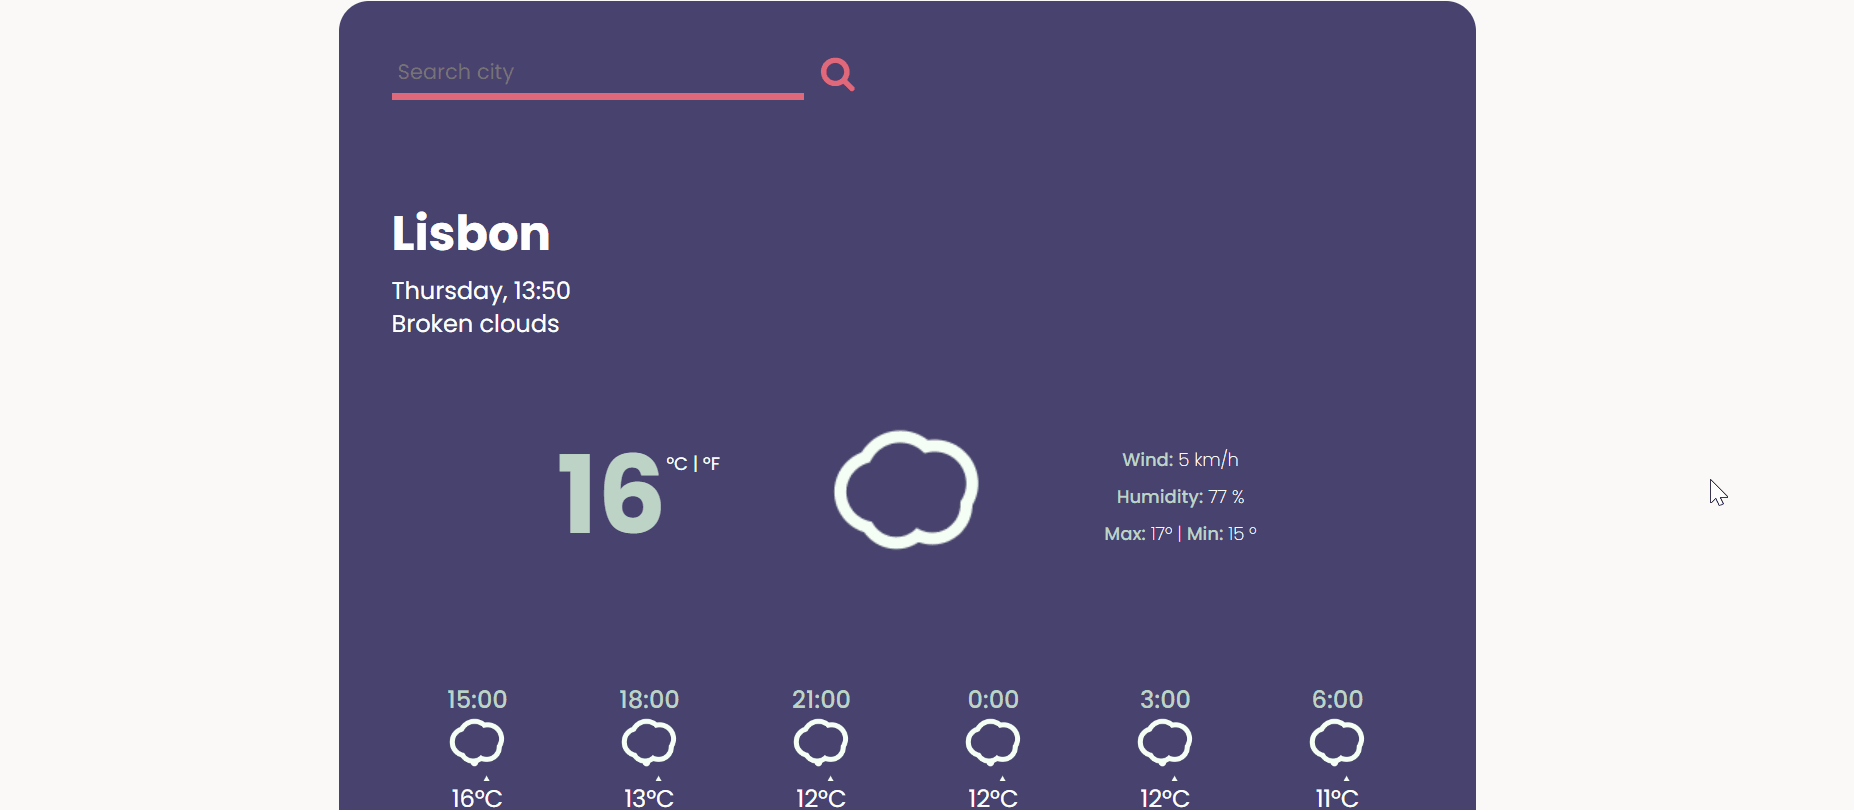 Search city
Lisbon
Thursday, 13:50
Broken clouds
16 °C | °F
Wind: 5 km/h
Humidity: 77 %
Max: 17° | Min: 15 °
15:00 18:00 21:00 0:00 3:00 6:00
16°C 13°C 12°C 12°C 12°C 11°C